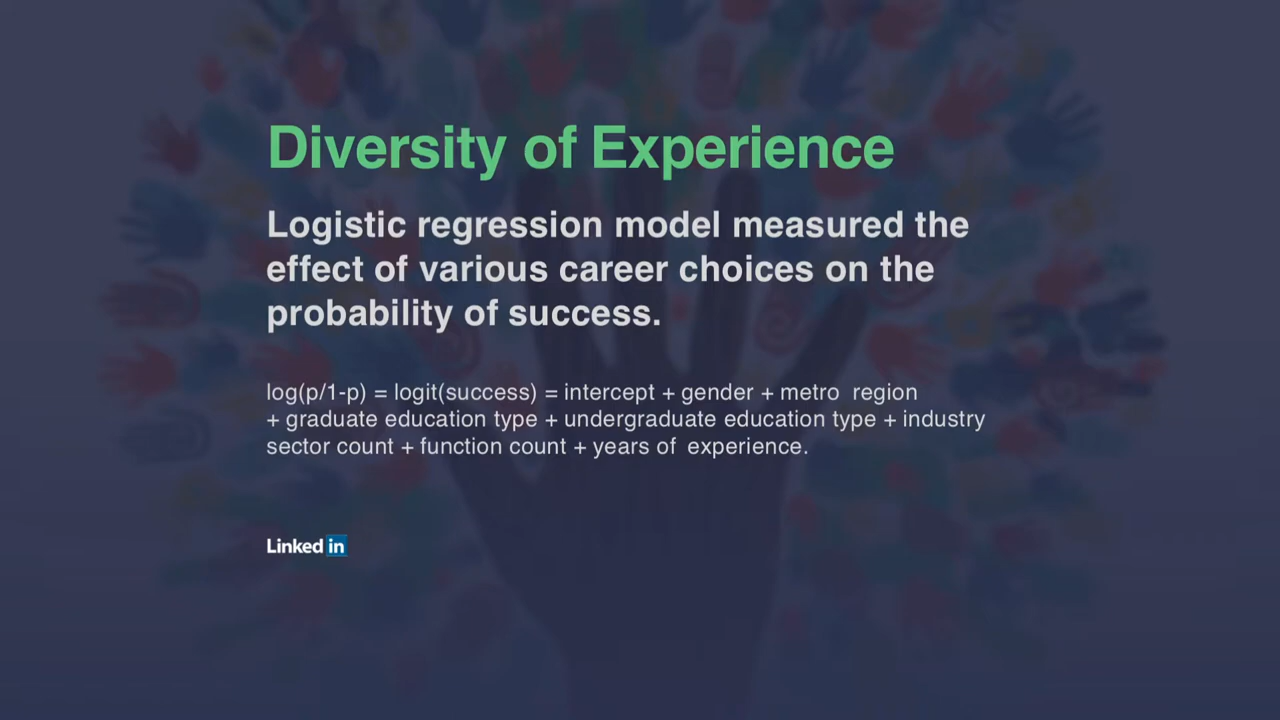 Diversity of Experience
Logistic regression model measured the
effect of various career choices on the
probability of success.
log(p/1-p) = logit(success) = intercept + gender + metro region
+ graduate education type + undergraduate education type + industry
sector count + function count + years of experience.
Linked in